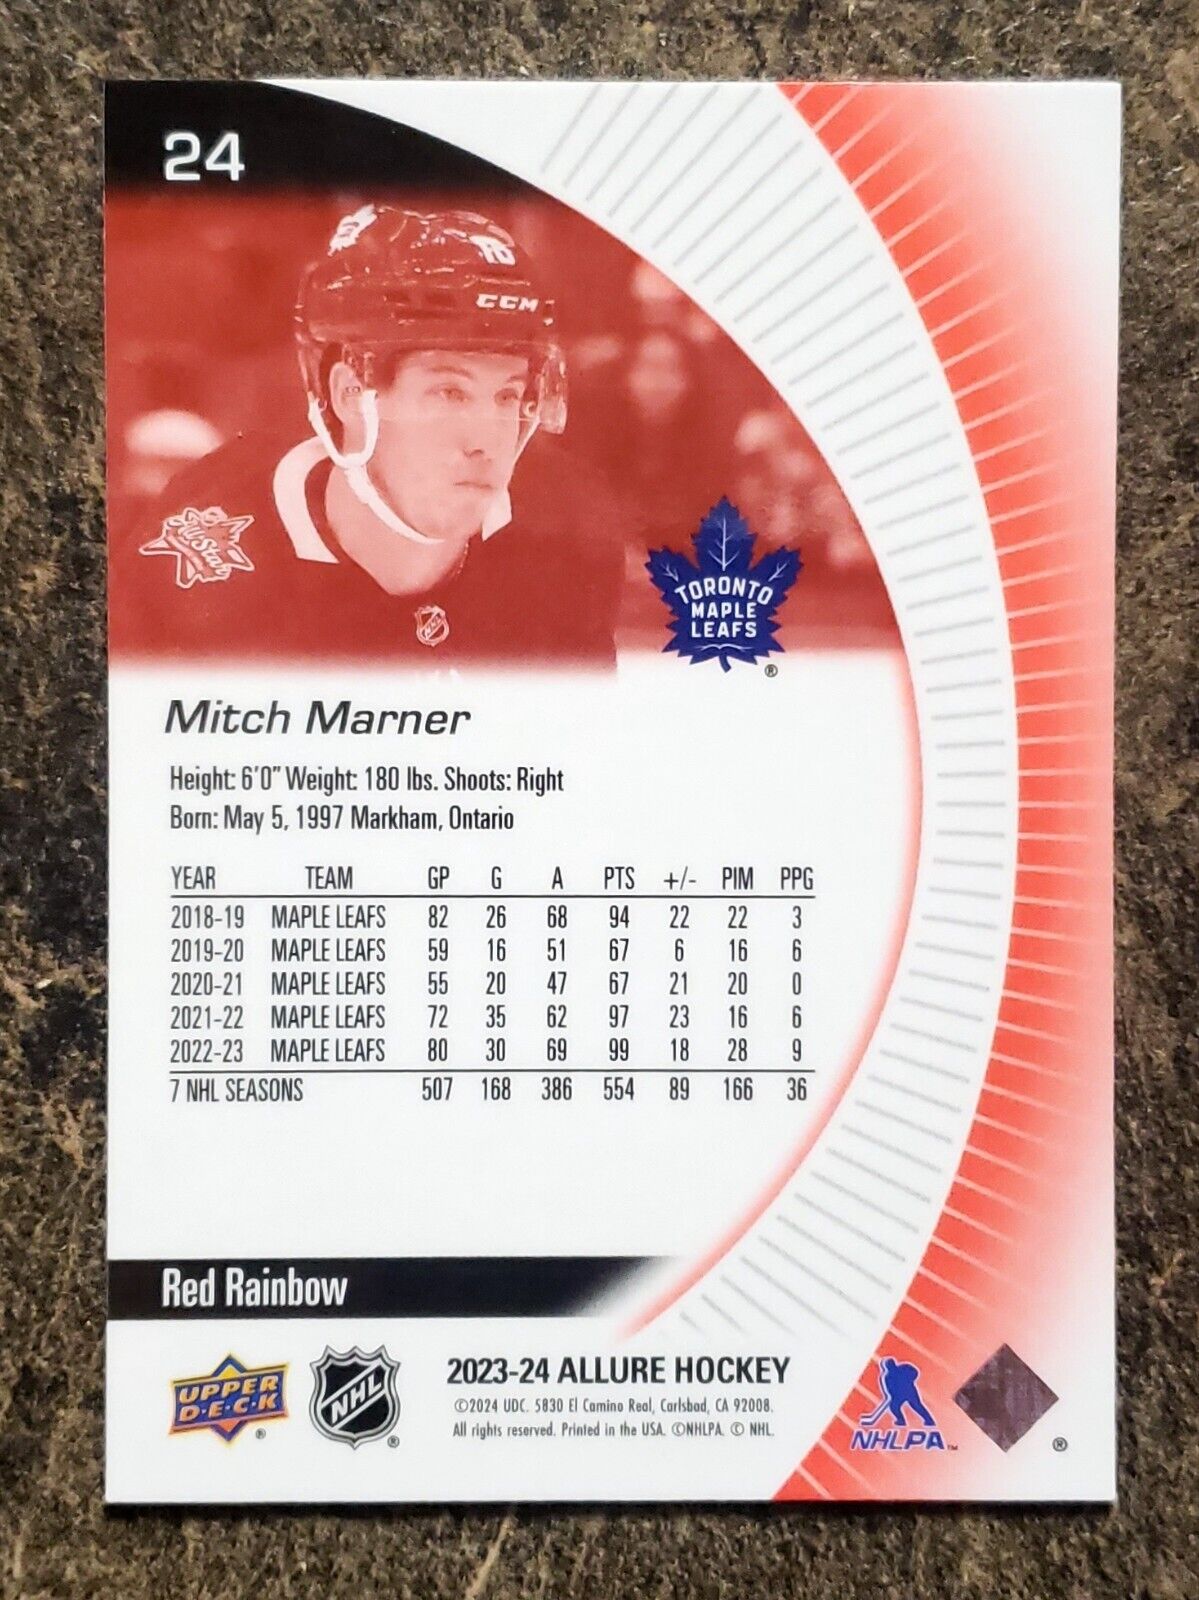 24
16
CCM
All-Star
NHL
TORONTO
MAPLE
LEAFS
®
Mitch Marner
Height: 6'0" Weight: 180 lbs. Shoots: Right
Born: May 5, 1997 Markham, Ontario
YEAR TEAM GP G A PTS +/- PIM PPG
2018-19 MAPLE LEAFS 82 26 68 94 22 22 3
2019-20 MAPLE LEAFS 59 16 51 67 6 16 6
2020-21 MAPLE LEAFS 55 20 47 67 21 20 0
2021-22 MAPLE LEAFS 72 35 62 97 23 16 6
2022-23 MAPLE LEAFS 80 30 69 99 18 28 9
7 NHL SEASONS 507 168 386 554 89 166 36
Red Rainbow
UPPER
D·E·C·K
®
NHL
®
2023-24 ALLURE HOCKEY
©2024 UDC. 5830 El Camino Real, Carlsbad, CA 92008.
All rights reserved. Printed in the USA. ©NHLPA. © NHL.
NHLPA™
®